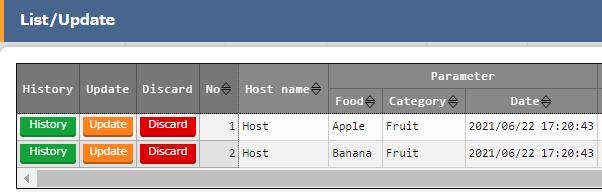 List/Update
Parameter
History Update Discard No Host name
Food Category Date
History Update Discard 1 Host Apple Fruit 2021/06/22 17:20:43
History Update Discard 2 Host Banana Fruit 2021/06/22 17:20:43